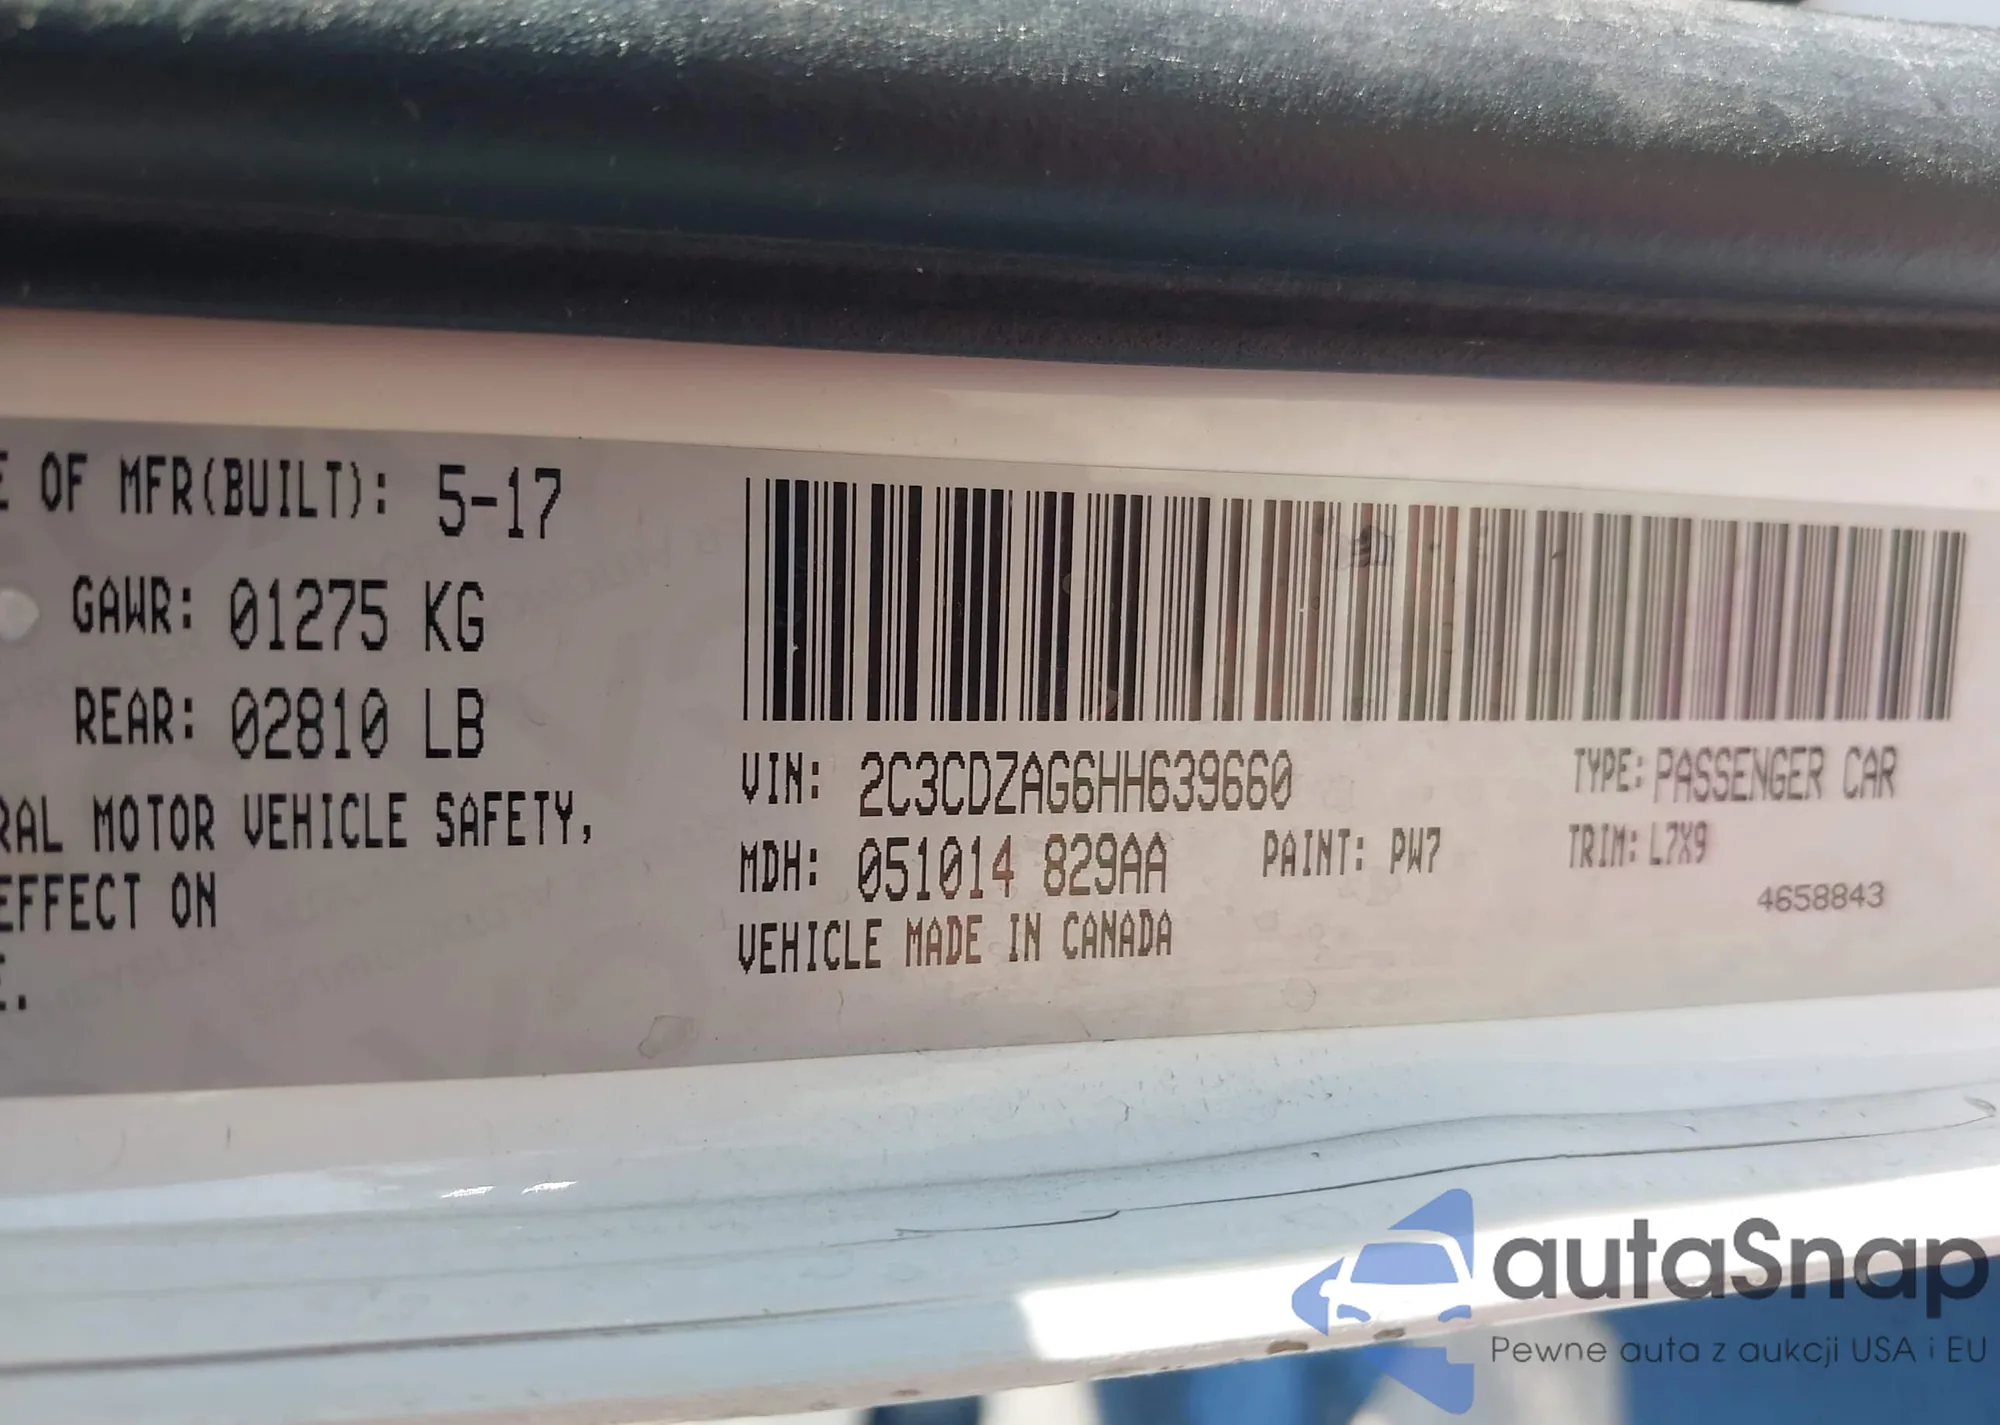 E OF MFR(BUILT): 5-17
GAWR: 01275 KG
REAR: 02810 LB
RAL MOTOR VEHICLE SAFETY,
EFFECT ON
E.
VIN: 2C3CDZAG6HH639660
TYPE: PASSENGER CAR
MDH: 051014 829AA
PAINT: PW7
TRIM: L7X9
VEHICLE MADE IN CANADA
4658843
autaSnap
Pewne auta z aukcji USA i EU